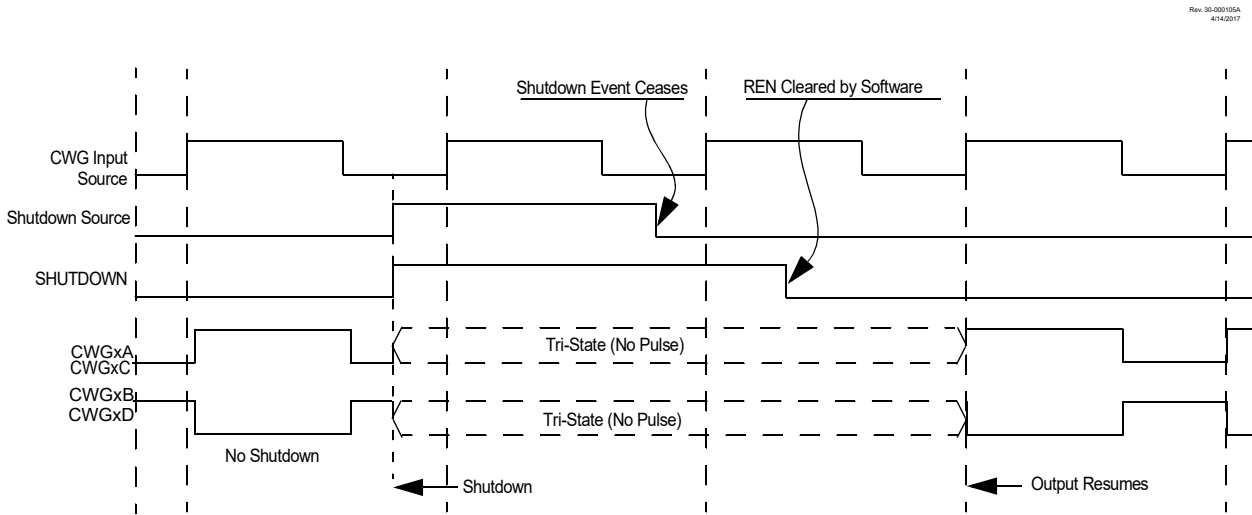 Rev. 30-000105A
4/14/2017
Shutdown Event Ceases
REN Cleared by Software
CWG Input
Source
Shutdown Source
SHUTDOWN
CWGxA
CWGxC
Tri-State (No Pulse)
CWGxB
CWGxD
Tri-State (No Pulse)
No Shutdown
Shutdown
Output Resumes